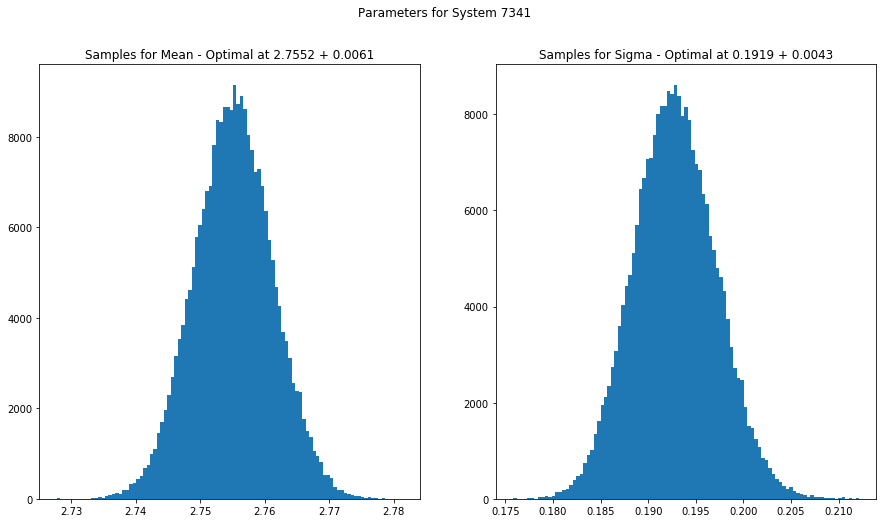 Parameters for System 7341
Samples for Mean - Optimal at 2.7552 + 0.0061
8000
6000
4000
2000
0
2.73 2.74 2.75 2.76 2.77 2.78
Samples for Sigma - Optimal at 0.1919 + 0.0043
8000
6000
4000
2000
0
0.175 0.180 0.185 0.190 0.195 0.200 0.205 0.210